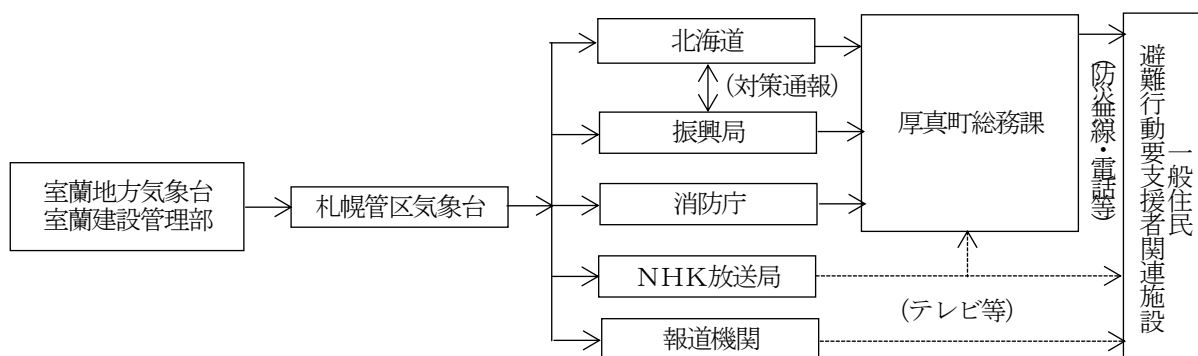 室蘭地方気象台
室蘭建設管理部
札幌管区気象台
北海道
(対策通報)
振興局
消防庁
NHK放送局
報道機関
厚真町総務課
(テレビ等)
(防災無線・電話等)
一般住民
避難行動要支援者関連施設